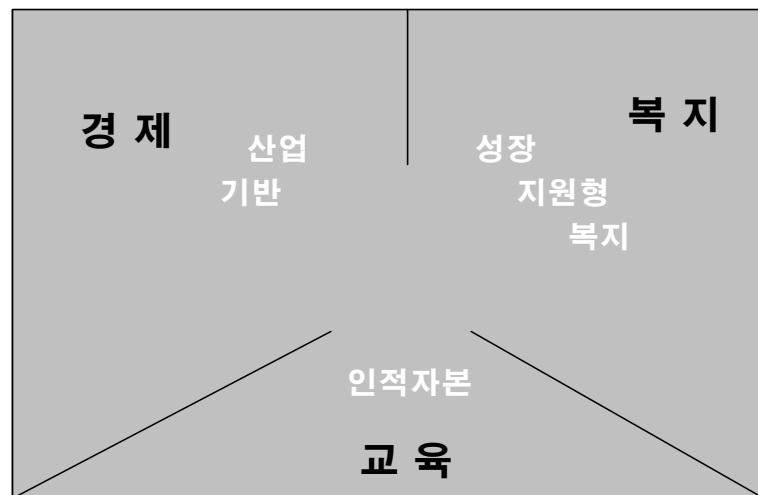 경 제
산업
기반
복 지
성장
지원형
복지
인적자본
교 육